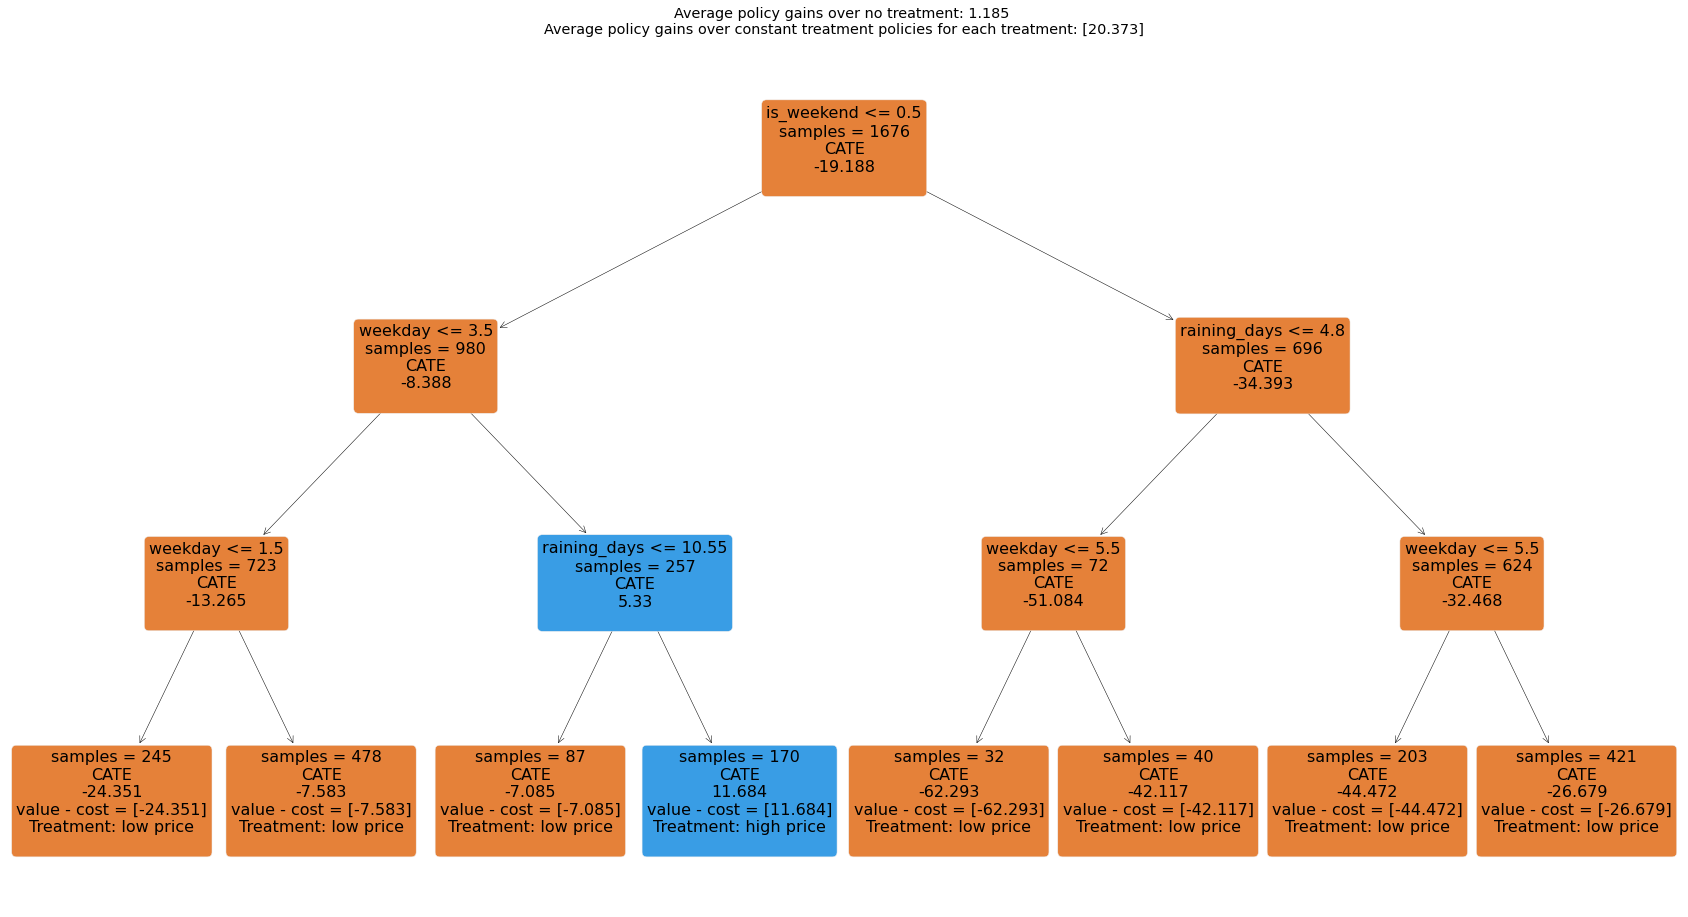 Average policy gains over no treatment: 1.185
Average policy gains over constant treatment policies for each treatment: [20.373]
is_weekend <= 0.5
samples = 1676
CATE
-19.188
weekday <= 3.5
samples = 980
CATE
-8.388
raining_days <= 4.8
samples = 696
CATE
-34.393
weekday <= 1.5
samples = 723
CATE
-13.265
raining_days <= 10.55
samples = 257
CATE
5.33
weekday <= 5.5
samples = 72
CATE
-51.084
weekday <= 5.5
samples = 624
CATE
-32.468
samples = 245
CATE
-24.351
value - cost = [-24.351]
Treatment: low price
samples = 478
CATE
-7.583
value - cost = [-7.583]
Treatment: low price
samples = 87
CATE
-7.085
value - cost = [-7.085]
Treatment: low price
samples = 170
CATE
11.684
value - cost = [11.684]
Treatment: high price
samples = 32
CATE
-62.293
value - cost = [-62.293]
Treatment: low price
samples = 40
CATE
-42.117
value - cost = [-42.117]
Treatment: low price
samples = 203
CATE
-44.472
value - cost = [-44.472]
Treatment: low price
samples = 421
CATE
-26.679
value - cost = [-26.679]
Treatment: low price